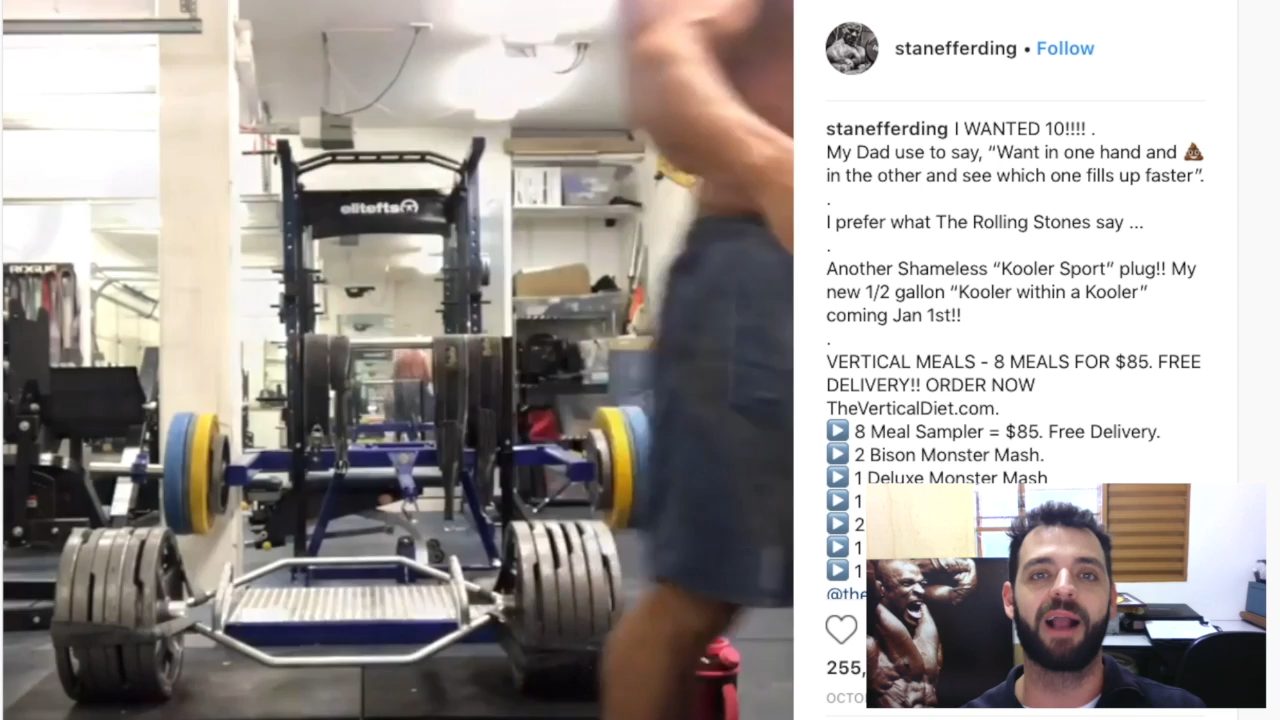 elitefts
ROGUE
stanefferding • Follow
stanefferding I WANTED 10!!!! .
My Dad use to say, “Want in one hand and 💩
in the other and see which one fills up faster”.
.
I prefer what The Rolling Stones say ...
.
Another Shameless “Kooler Sport” plug!! My
new 1/2 gallon “Kooler within a Kooler”
coming Jan 1st!!
.
VERTICAL MEALS - 8 MEALS FOR $85. FREE
DELIVERY!! ORDER NOW
TheVerticalDiet.com.
▶️ 8 Meal Sampler = $85. Free Delivery.
▶️ 2 Bison Monster Mash.
▶️ 1 Deluxe Monster Mash
▶️ 1
▶️ 2
▶️ 1
▶️ 1
@the
255,
OCTO